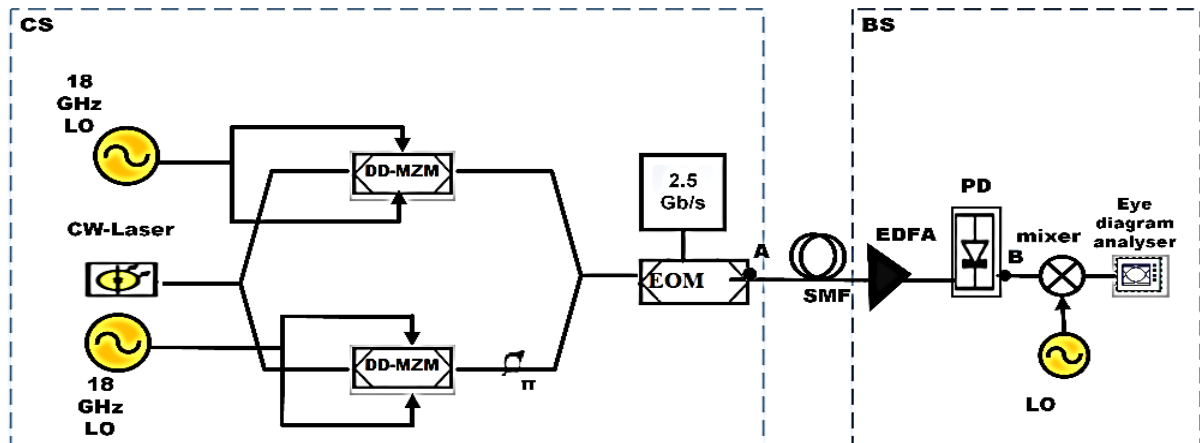 CS
BS
18
GHz
LO
DD-MZM
CW-Laser
2.5
Gb/s
EOM
A
SMF
EDFA
PD
B
mixer
Eye
diagram
analyser
LO
DD-MZM
π
18
GHz
LO